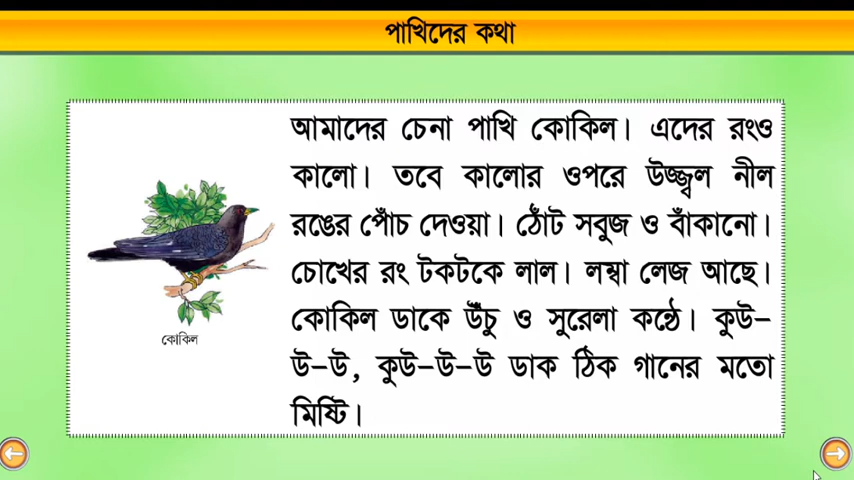 পাখিদের কথা
আমাদের চেনা পাখি কোকিল। এদের রংও
কালো। তবে কালোর ওপরে উজ্জ্বল নীল
রঙের পোঁচ দেওয়া। ঠোঁট সবুজ ও বাঁকানো।
চোখের রং টকটকে লাল। লম্বা লেজ আছে।
কোকিল ডাকে উঁচু ও সুরেলা কন্ঠে। কুউ–
উ–উ, কুউ–উ–উ ডাক ঠিক গানের মতো
মিষ্টি।
কোকিল